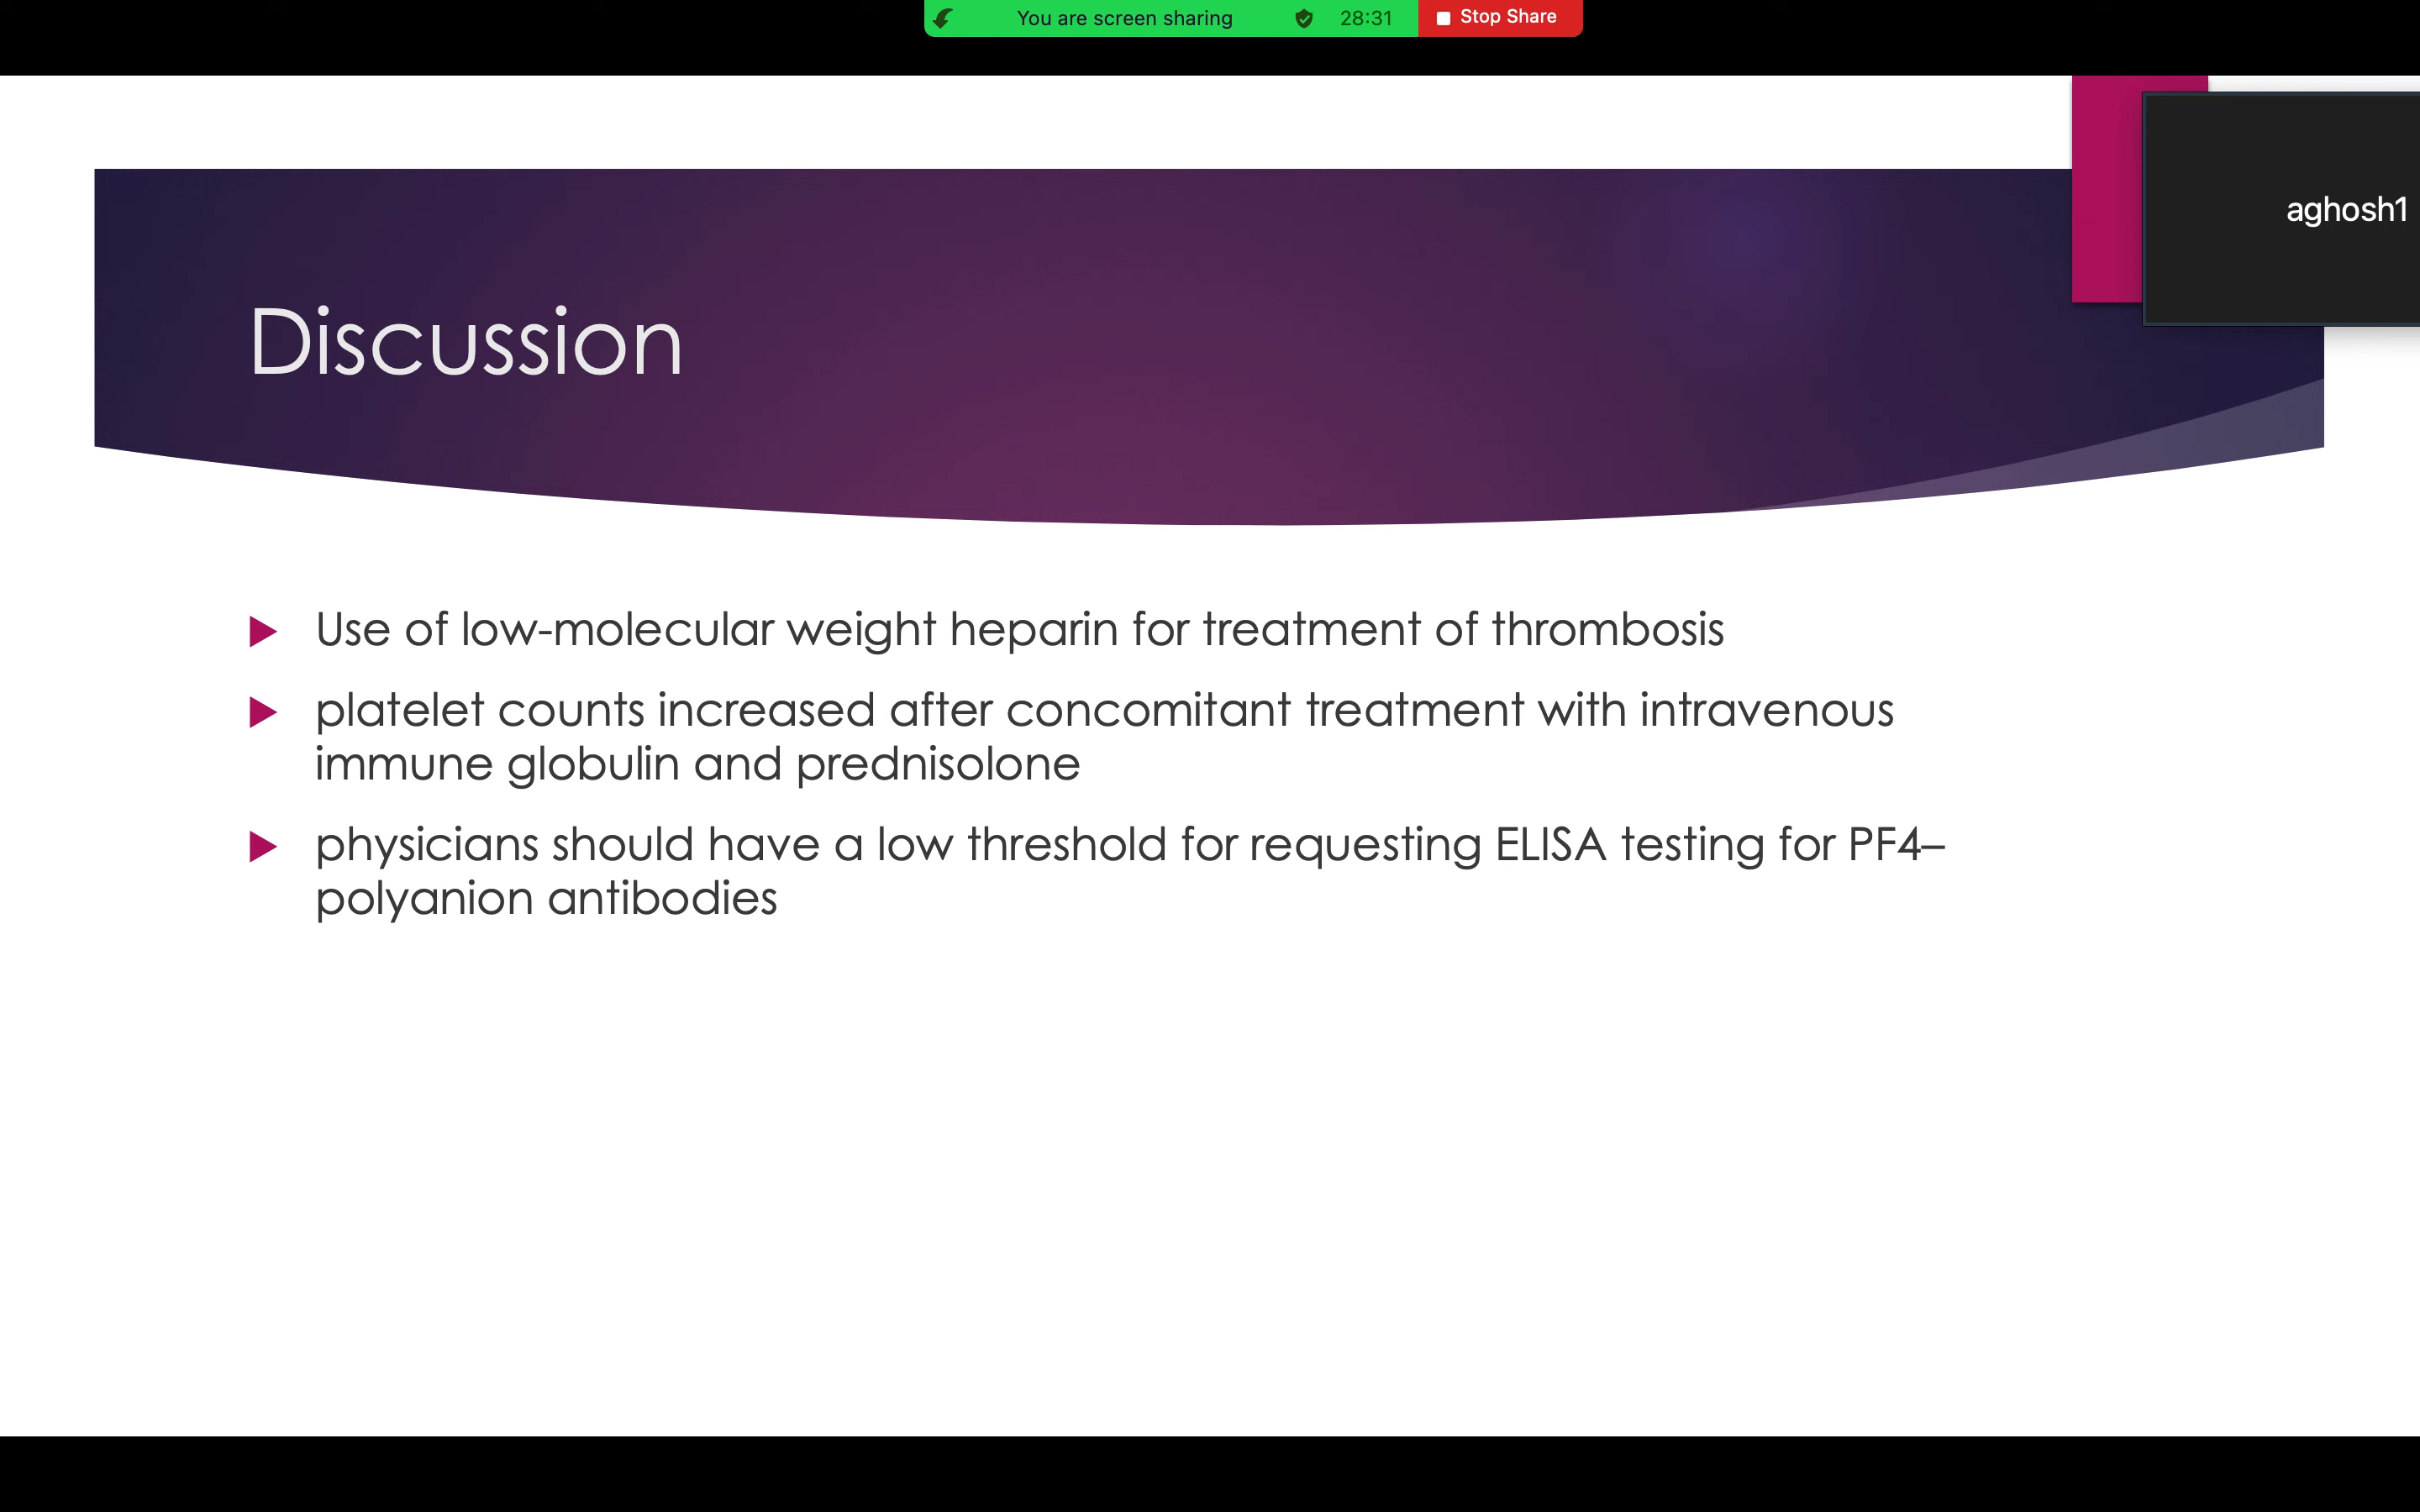 You are screen sharing 28:31 Stop Share
aghosh1
Discussion
Use of low-molecular weight heparin for treatment of thrombosis
platelet counts increased after concomitant treatment with intravenous
immune globulin and prednisolone
physicians should have a low threshold for requesting ELISA testing for PF4–
polyanion antibodies